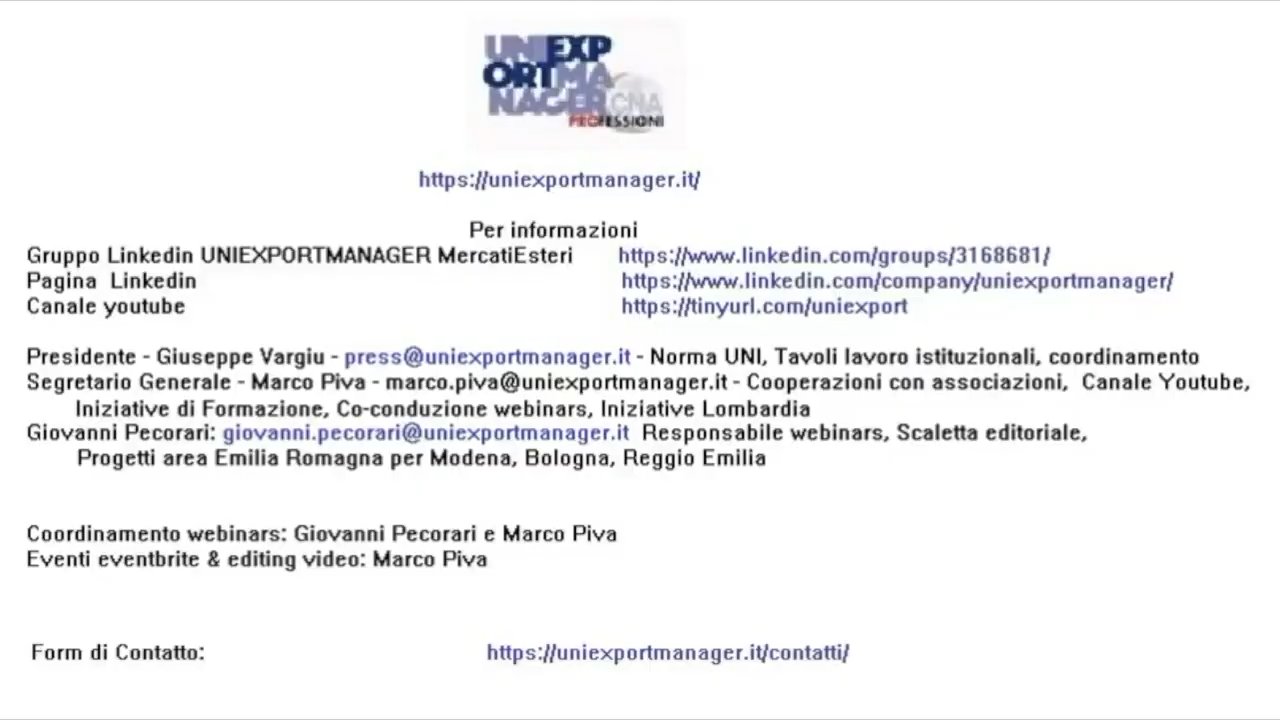 UNIEXP
ORTMA
NAGER CNA
PROFESSIONI
https://uniexportmanager.it/
Per informazioni
Gruppo Linkedin UNIEXPORTMANAGER MercatiEsteri https://www.linkedin.com/groups/3168681/
Pagina Linkedin https://www.linkedin.com/company/uniexportmanager/
Canale youtube https://tinyurl.com/uniexport
Presidente - Giuseppe Vargiu - press@uniexportmanager.it - Norma UNI, Tavoli lavoro istituzionali, coordinamento
Segretario Generale - Marco Piva - marco.piva@uniexportmanager.it - Cooperazioni con associazioni, Canale Youtube,
Iniziative di Formazione, Co-conduzione webinars, Iniziative Lombardia
Giovanni Pecorari: giovanni.pecorari@uniexportmanager.it Responsabile webinars, Scaletta editoriale,
Progetti area Emilia Romagna per Modena, Bologna, Reggio Emilia
Coordinamento webinars: Giovanni Pecorari e Marco Piva
Eventi eventbrite & editing video: Marco Piva
Form di Contatto: https://uniexportmanager.it/contatti/